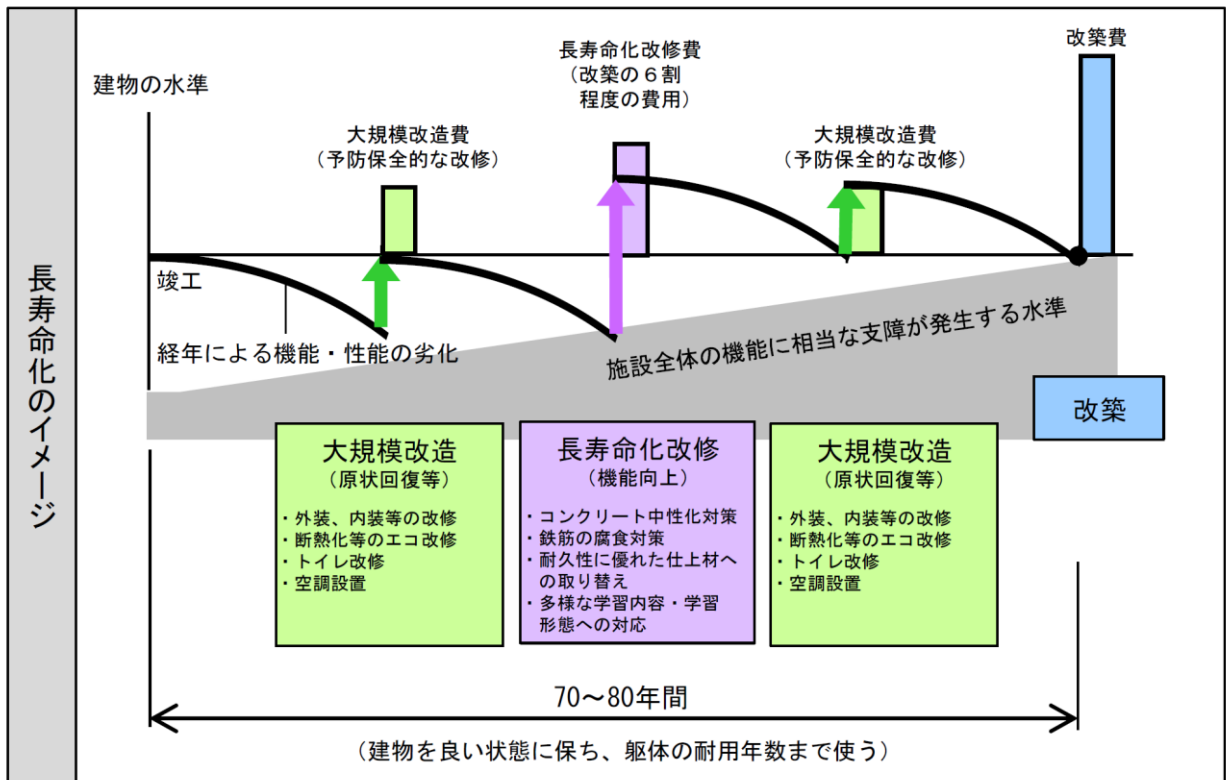 長寿命化のイメージ
建物の水準
長寿命化改修費
（改築の６割
程度の費用）
改築費
大規模改造費
（予防保全的な改修）
大規模改造費
（予防保全的な改修）
竣工
経年による機能・性能の劣化
施設全体の機能に相当な支障が発生する水準
改築
大規模改造
（原状回復等）
・外装、内装等の改修
・断熱化等のエコ改修
・トイレ改修
・空調設置
長寿命化改修
（機能向上）
・コンクリート中性化対策
・鉄筋の腐食対策
・耐久性に優れた仕上材へ
の取り替え
・多様な学習内容・学習
形態への対応
大規模改造
（原状回復等）
・外装、内装等の改修
・断熱化等のエコ改修
・トイレ改修
・空調設置
70～80年間
（建物を良い状態に保ち、躯体の耐用年数まで使う）